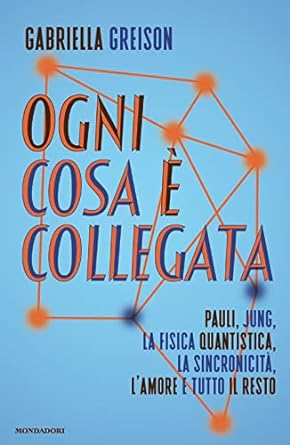 GABRIELLA GREISON
OGNI
COSA È
COLLEGATA
PAULI, JUNG,
LA FISICA QUANTISTICA,
LA SINCRONICITÀ,
L'AMORE E TUTTO IL RESTO
MONDADORI